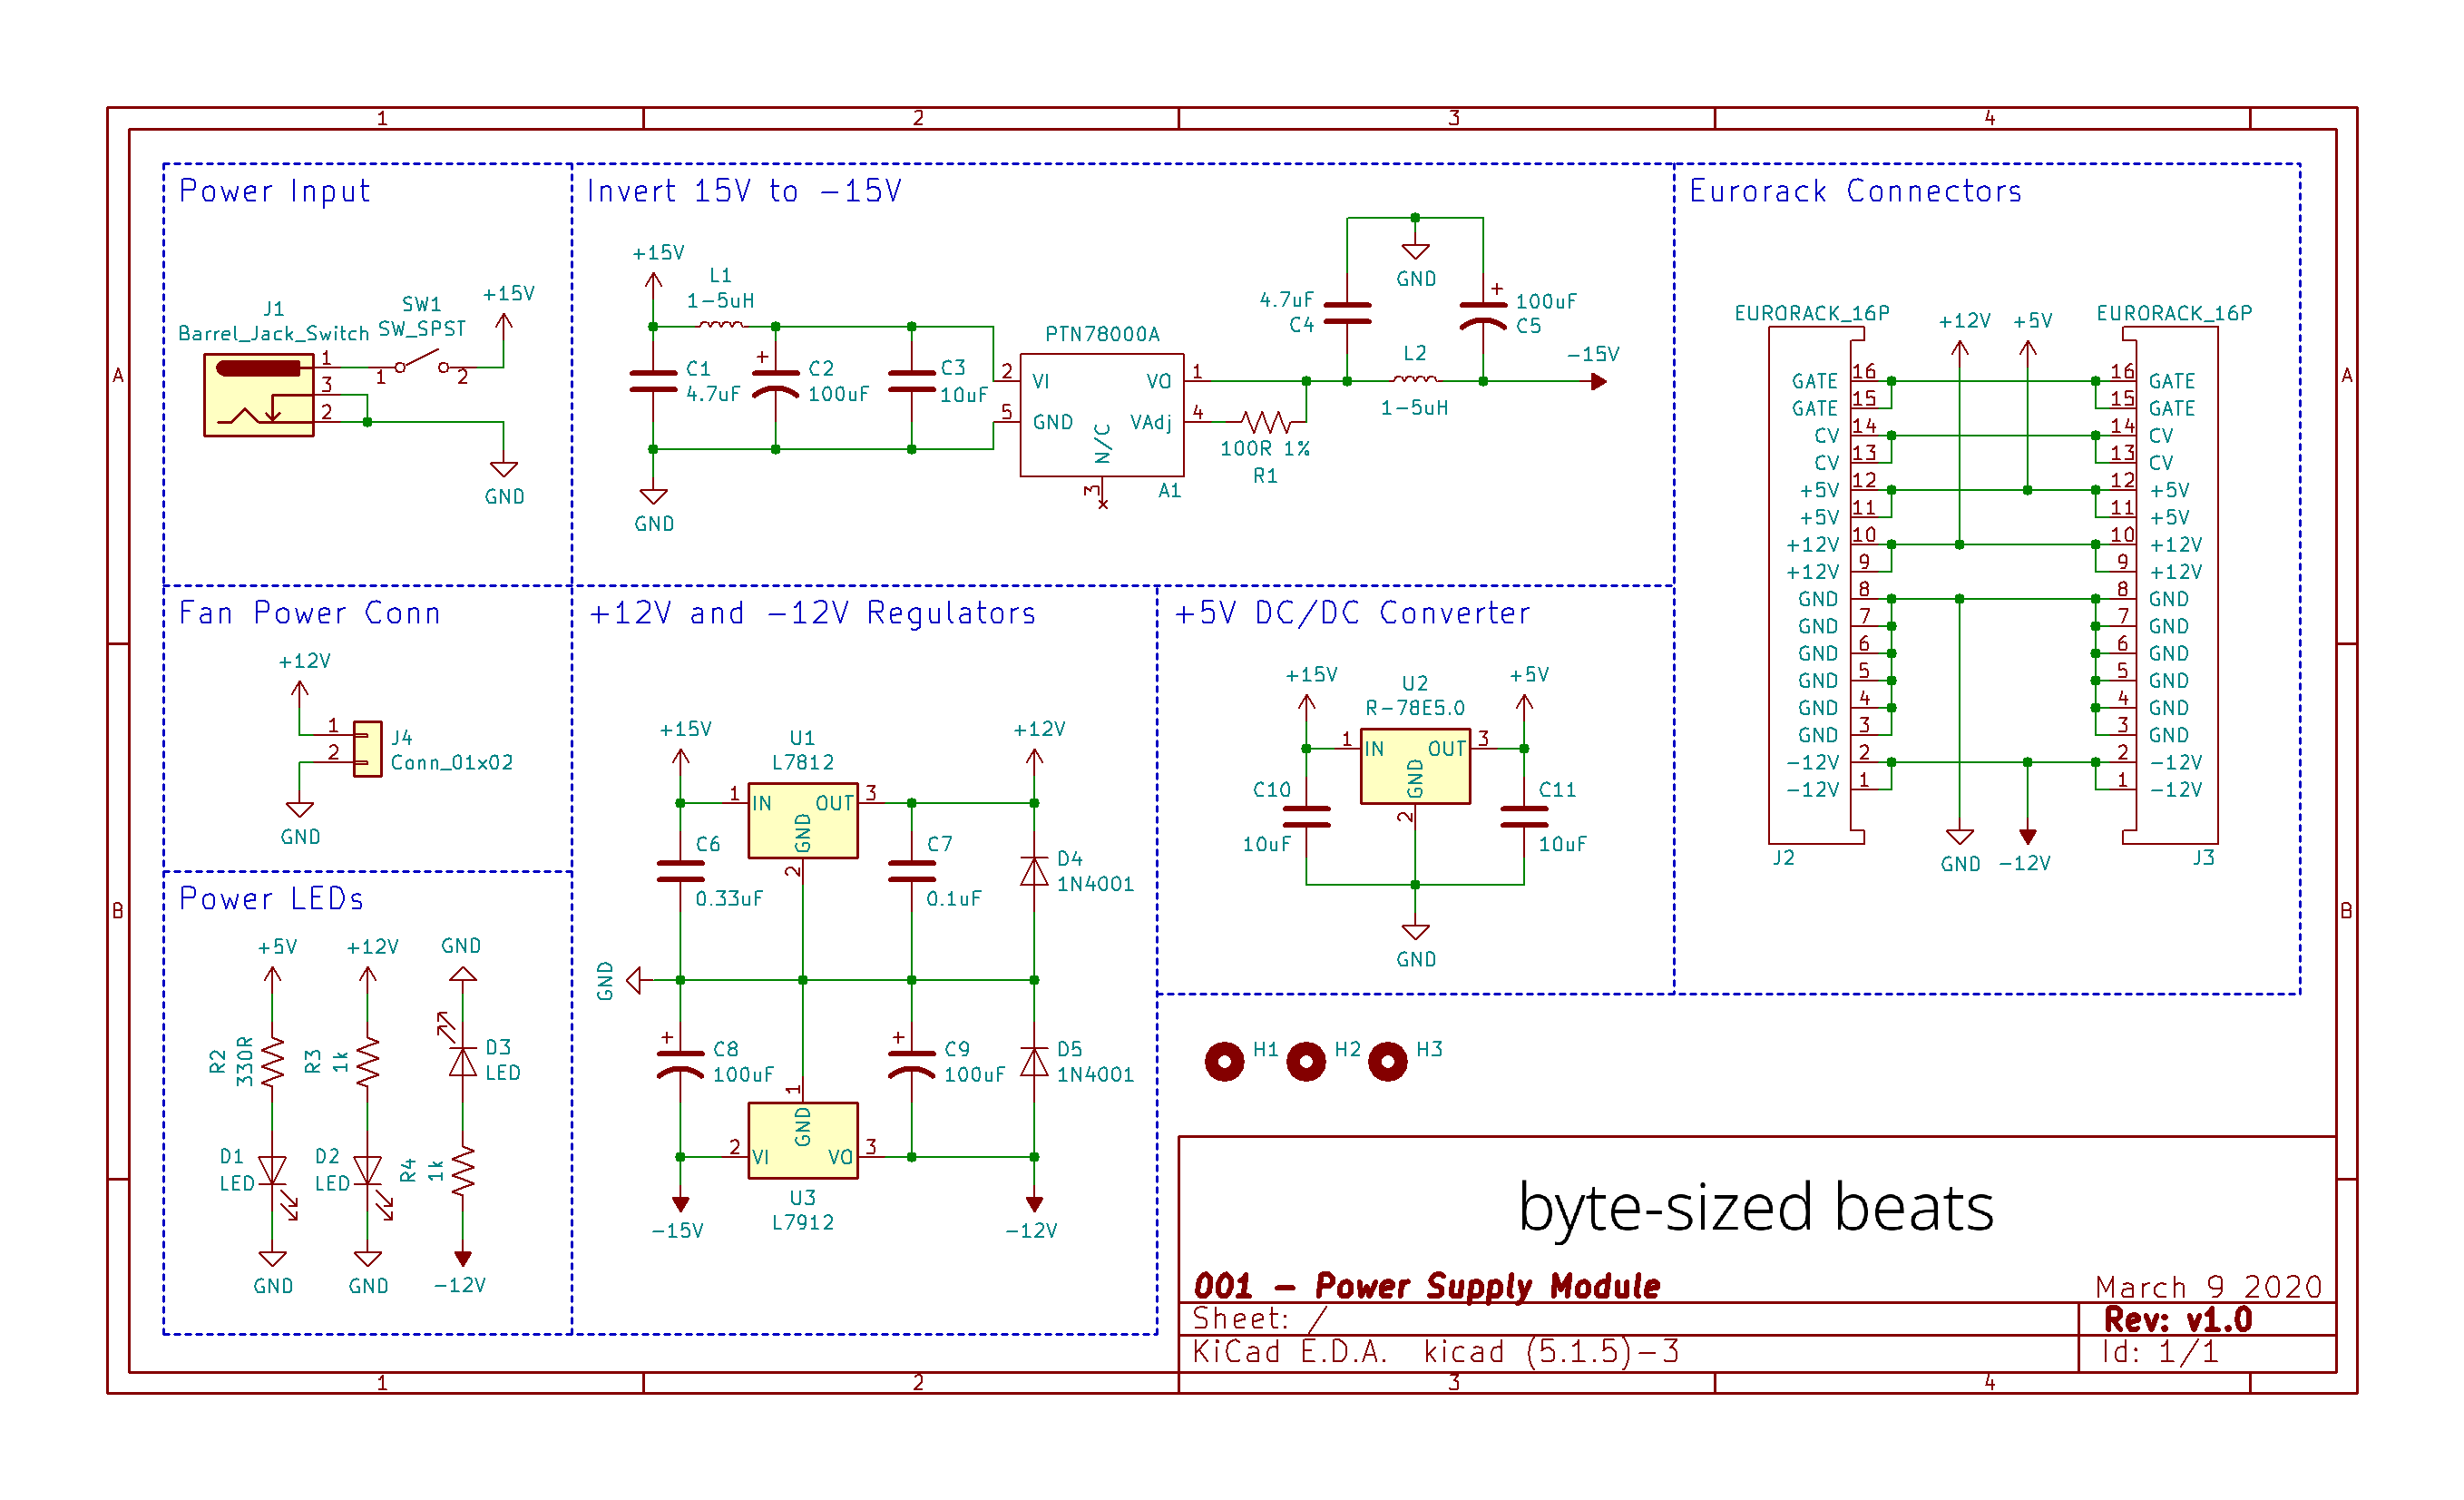 1 2 3 4
A A
B B
Power Input
J1
Barrel_Jack_Switch
1
3
2
SW1
SW_SPST
1 2
+15V
GND
Invert 15V to -15V
+15V
L1
1-5uH
C1
4.7uF
C2
100uF
+
C3
10uF
GND
PTN78000A
2 VI
5 GND
N/C
3
VO 1
VAdj 4
A1
100R 1%
R1
4.7uF
C4
GND
+
100uF
C5
L2
1-5uH
-15V
Eurorack Connectors
EURORACK_16P +12V +5V EURORACK_16P
GATE 16 16 GATE
GATE 15 15 GATE
CV 14 14 CV
CV 13 13 CV
+5V 12 12 +5V
+5V 11 11 +5V
+12V 10 10 +12V
+12V 9 9 +12V
GND 8 8 GND
GND 7 7 GND
GND 6 6 GND
GND 5 5 GND
GND 4 4 GND
GND 3 3 GND
-12V 2 2 -12V
-12V 1 1 -12V
J2 GND -12V J3
Fan Power Conn
+12V
1
2
J4
Conn_01x02
GND
Power LEDs
+5V +12V GND
R2
330R
R3
1k
D3
LED
D1
LED
D2
LED
R4
1k
GND GND -12V
+12V and -12V Regulators
+15V
U1
L7812
+12V
1 IN OUT 3
GND
2
C6
0.33uF
C7
0.1uF
D4
1N4001
GND
+
C8
100uF
+
C9
100uF
D5
1N4001
1
GND
2 VI VO 3
U3
L7912
-15V
-12V
+5V DC/DC Converter
+15V
U2
R-78E5.0
+5V
1 IN OUT 3
GND
2
C10
10uF
C11
10uF
GND
H1 H2 H3
byte-sized beats
001 - Power Supply Module March 9 2020
Sheet: / Rev: v1.0
KiCad E.D.A. kicad (5.1.5)-3 Id: 1/1
1 2 3 4